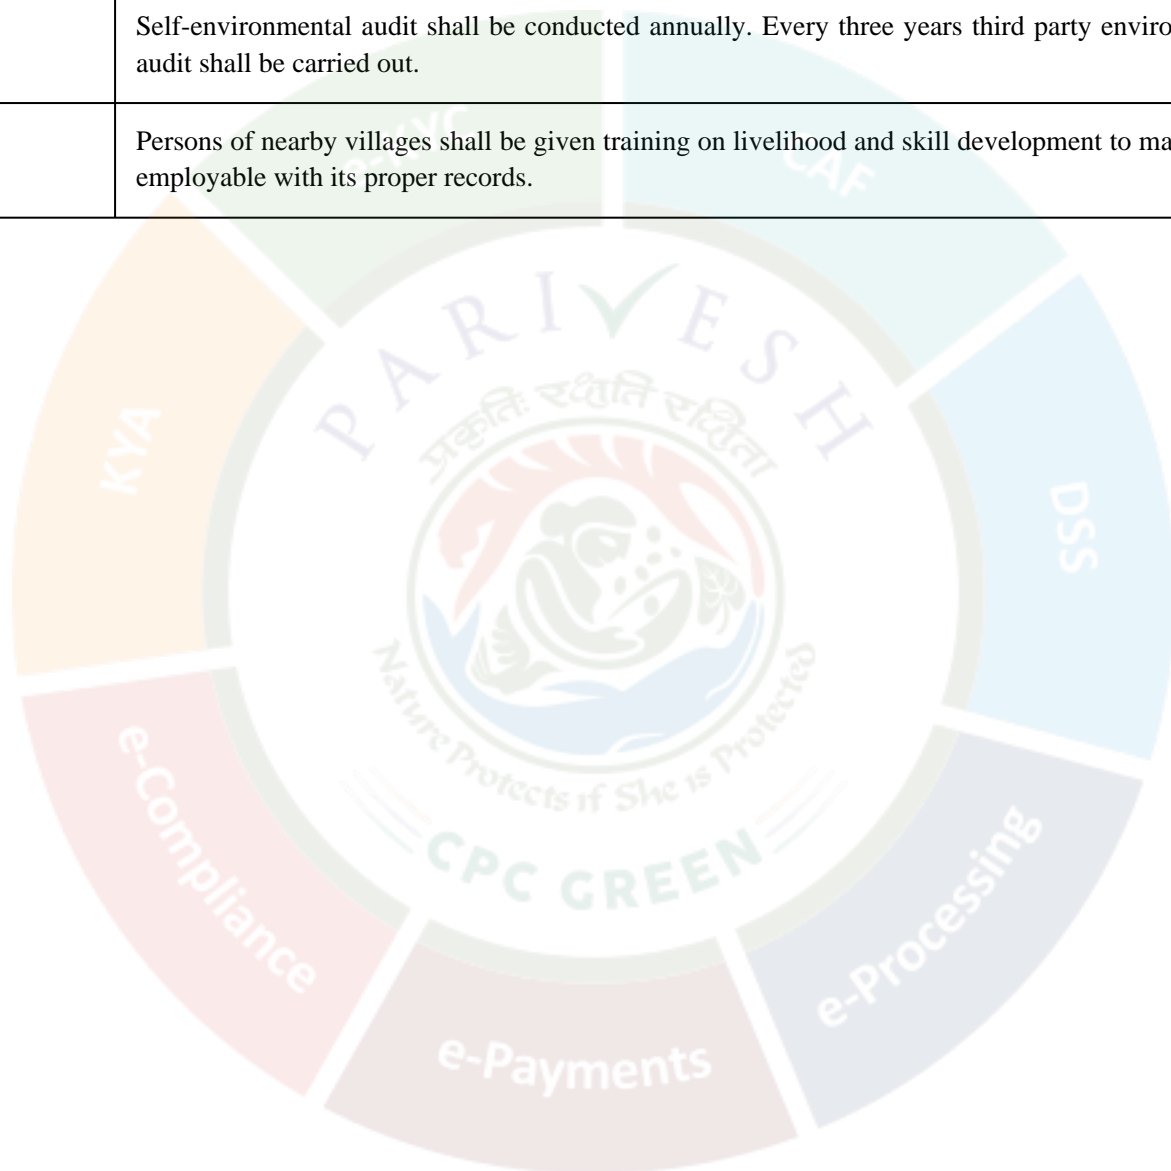 Self-environmental audit shall be conducted annually. Every three years third party enviro
audit shall be carried out.
Persons of nearby villages shall be given training on livelihood and skill development to ma
employable with its proper records.
e-KYC
CAF
KYA
DSS
PARIVESH
प्रकृतिः रक्षति रक्षिता
Nature Protects if She is Protected
CPC GREEN
e-Compliance
e-Processing
e-Payments